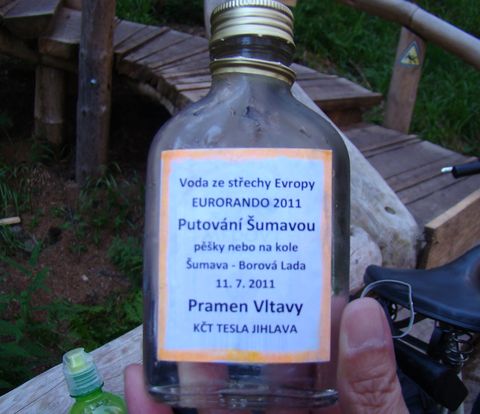 Voda ze střechy Evropy
EURORANDO 2011
Putování Šumavou
pěšky nebo na kole
Šumava - Borová Lada
11. 7. 2011
Pramen Vltavy
KČT TESLA JIHLAVA